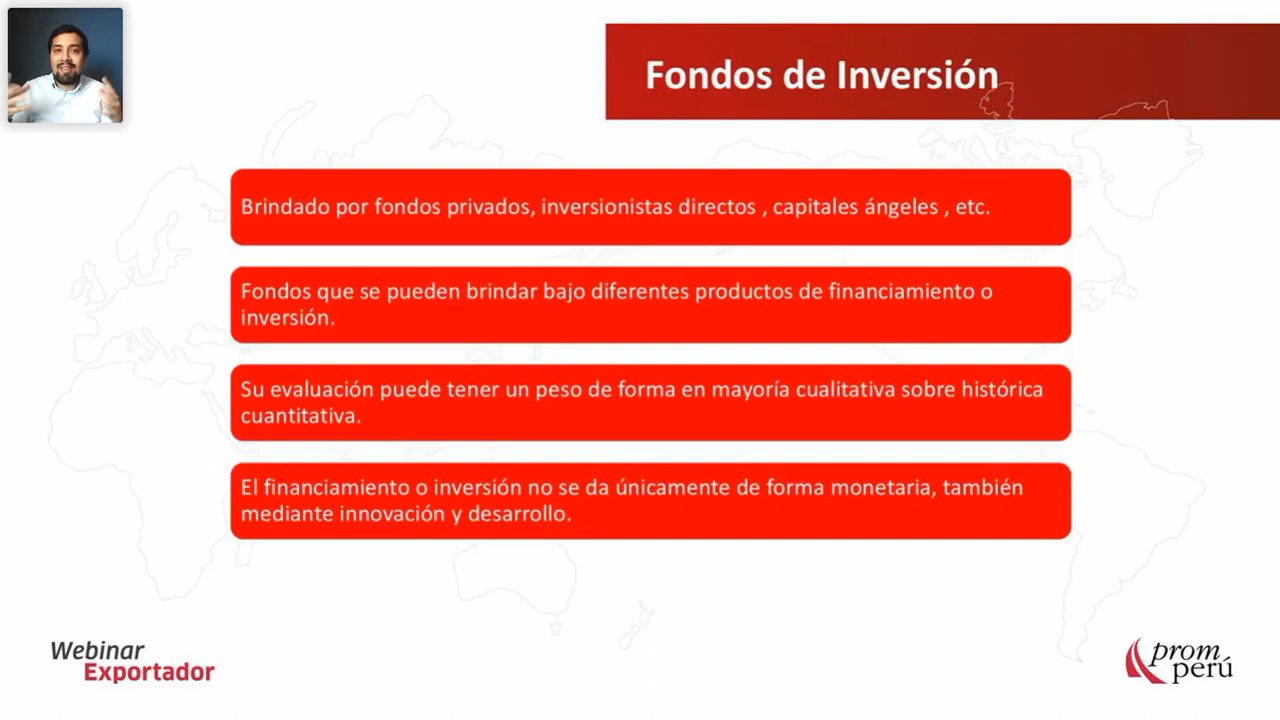 Fondos de Inversión
Brindado por fondos privados, inversionistas directos , capitales ángeles , etc.
Fondos que se pueden brindar bajo diferentes productos de financiamiento o
inversión.
Su evaluación puede tener un peso de forma en mayoría cualitativa sobre histórica
cuantitativa.
El financiamiento o inversión no se da únicamente de forma monetaria, también
mediante innovación y desarrollo.
Webinar
Exportador
prom
perú